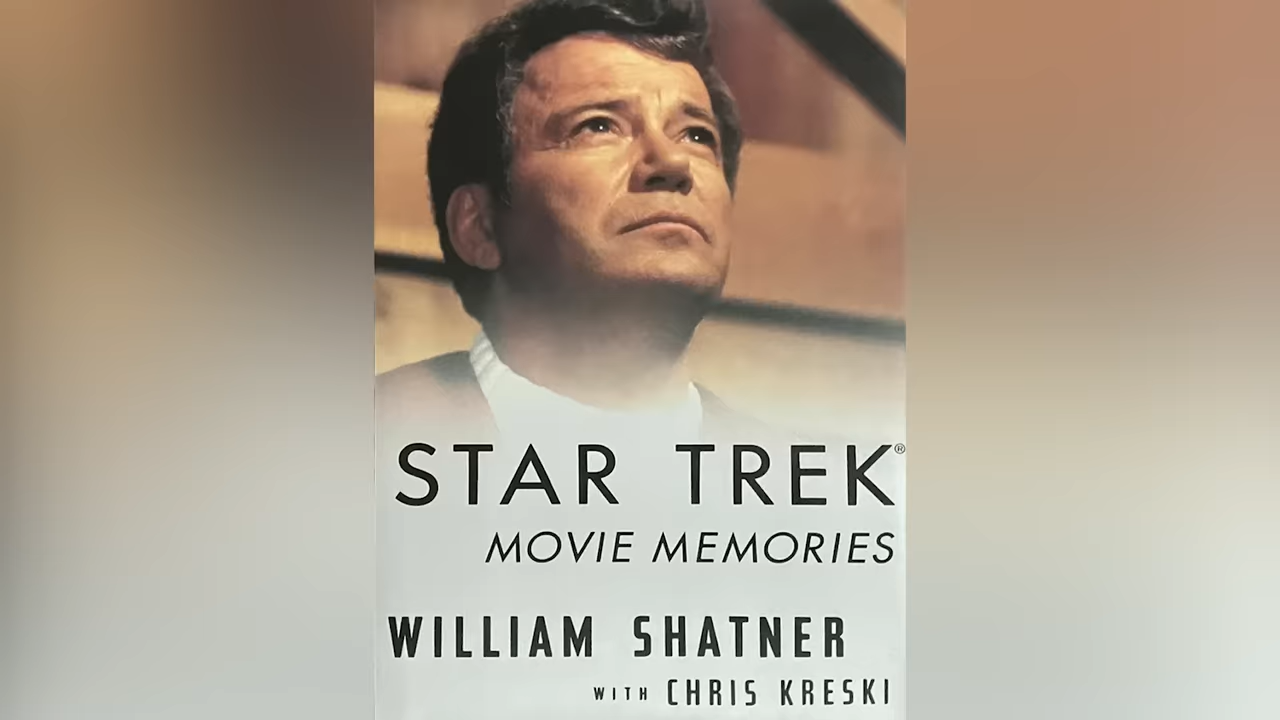 STAR TREK®
MOVIE MEMORIES
WILLIAM SHATNER
WITH CHRIS KRESKI